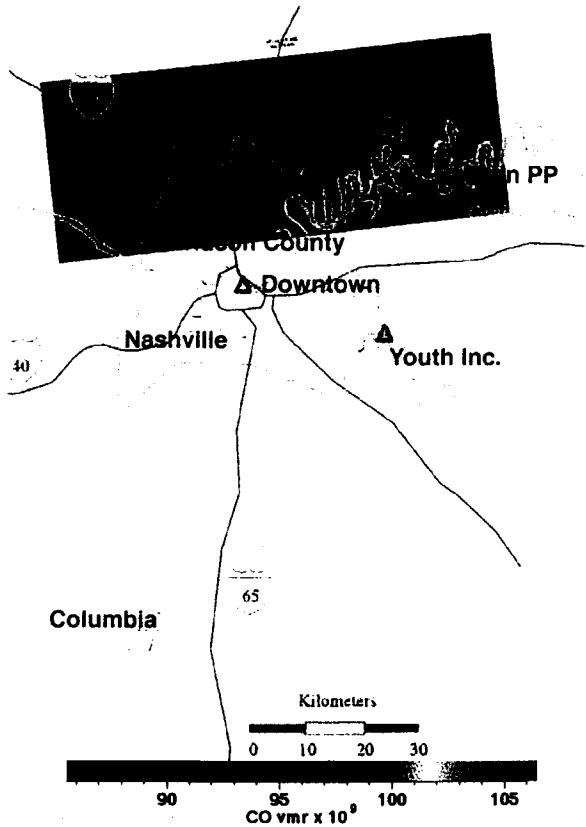 n PP
County
Downtown
Nashville
40
Youth Inc.
65
Columbia
Kilometers
0 10 20 30
90 95 100 105
CO vmr x 10⁹